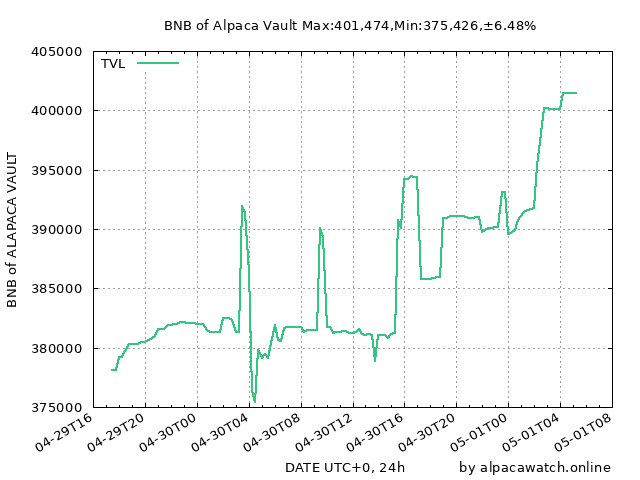 BNB of Alpaca Vault Max:401,474,Min:375,426,±6.48%
405000
TVL
400000
395000
390000
385000
380000
375000
BNB of ALAPACA VAULT
04-29T16
04-29T20
04-30T00
04-30T04
04-30T08
04-30T12
04-30T16
04-30T20
05-01T00
05-01T04
05-01T08
DATE UTC+0, 24h
by alpacawatch.online